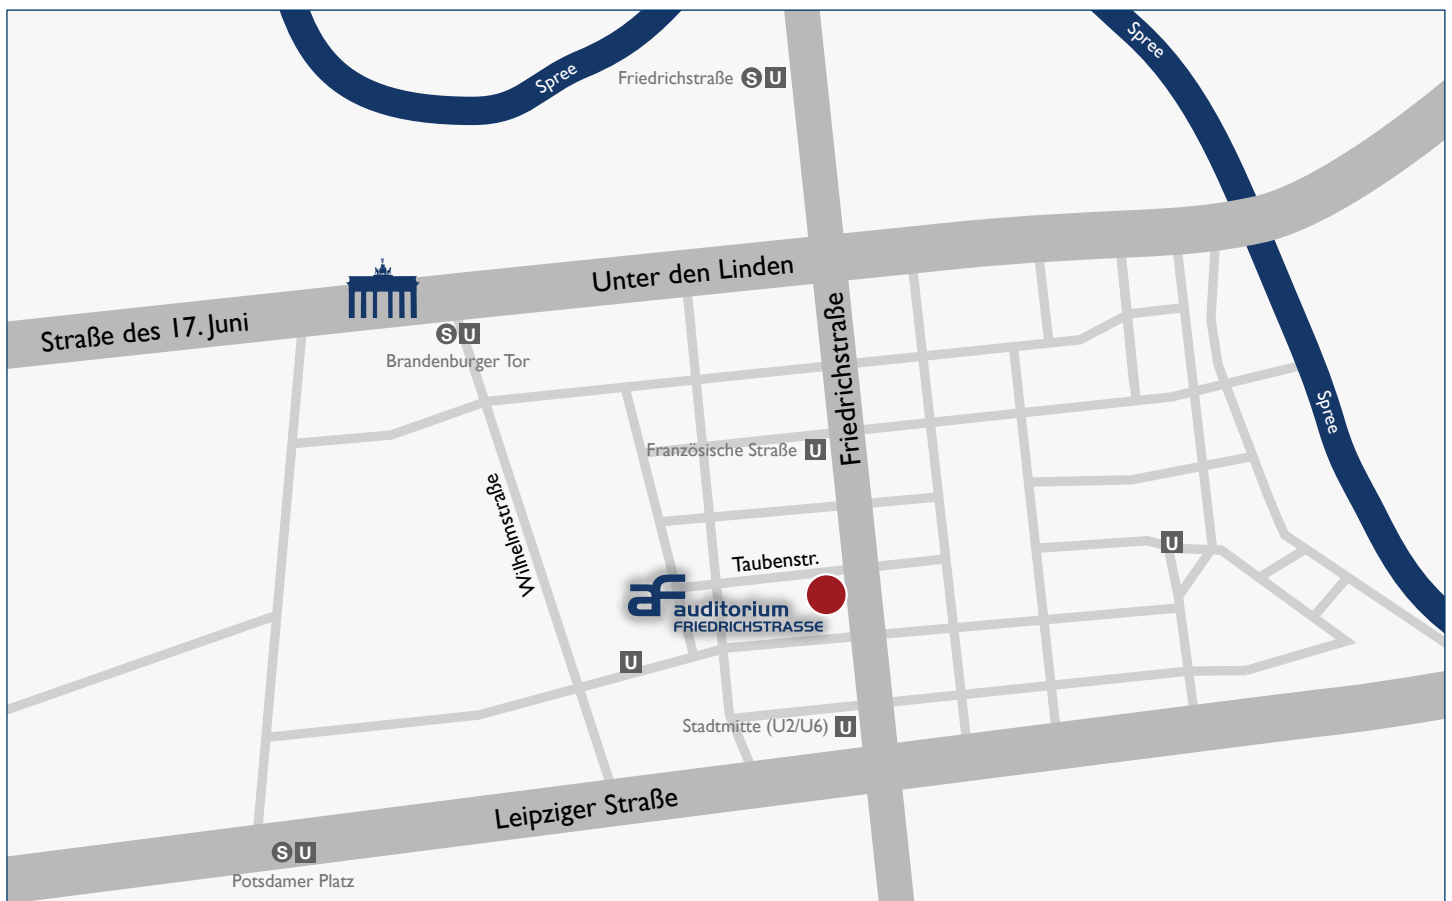 Spree
Spree
Friedrichstraße S U
Unter den Linden
Straße des 17. Juni
S U
Brandenburger Tor
Friedrichstraße
Spree
Französische Straße U
Wilhelmstraße
U
Taubenstr.
af auditorium
FRIEDRICHSTRASSE
U
Stadtmitte (U2/U6) U
Leipziger Straße
S U
Potsdamer Platz